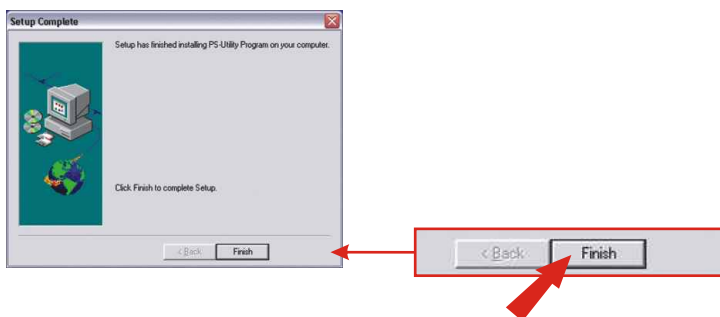 Setup Complete
Setup has finished installing PS-Utility Program on your computer.
Click Finish to complete Setup.
< Back Finish
< Back Finish